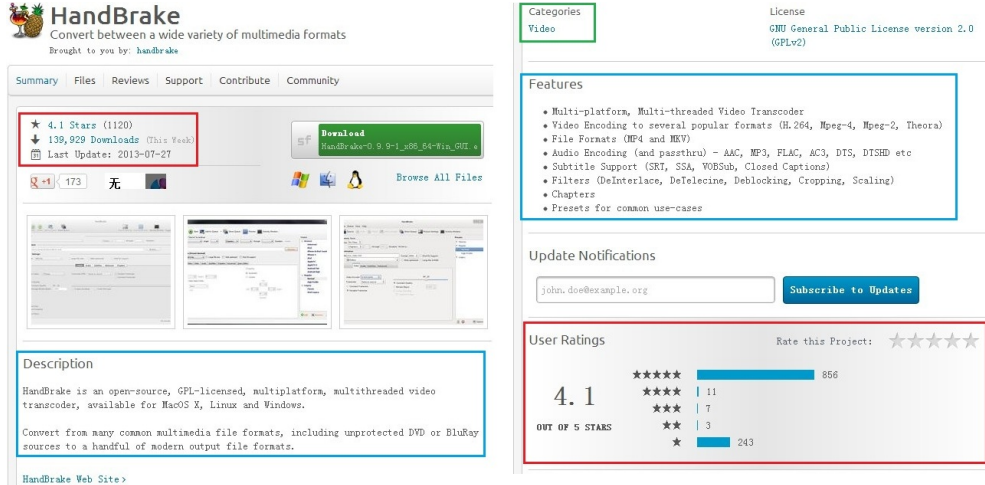 HandBrake
Convert between a wide variety of multimedia formats
Brought to you by: handbrake
Summary Files Reviews Support Contribute Community
4.1 Stars (1120)
139,929 Downloads (This Week)
Last Update: 2013-07-27
sf
Download
HandBrake-0.9.9-1_x86_64-Win_GUI.e
g +1 173
无
Browse All Files
Description
HandBrake is an open-source, GPL-licensed, multiplatform, multithreaded video
transcoder, available for MacOS X, Linux and Windows.
Convert from many common multimedia file formats, including unprotected DVD or BluRay
sources to a handful of modern output file formats.
HandBrake Web Site >
Categories
Video
License
GNU General Public License version 2.0
(GPLv2)
Features
Multi-platform, Multi-threaded Video Transcoder
Video Encoding to several popular formats (H.264, Mpeg-4, Mpeg-2, Theora)
File Formats (MP4 and MKV)
Audio Encoding (and passthru) - AAC, MP3, FLAC, AC3, DTS, DTSHD etc
Subtitle Support (SRT, SSA, VOBSub, Closed Captions)
Filters (DeInterlace, DeTelecine, Deblocking, Cropping, Scaling)
Chapters
Presets for common use-cases
Update Notifications
john.doe@example.org
Subscribe to Updates
User Ratings
Rate this Project:
4.1
OUT OF 5 STARS
856
11
7
3
243